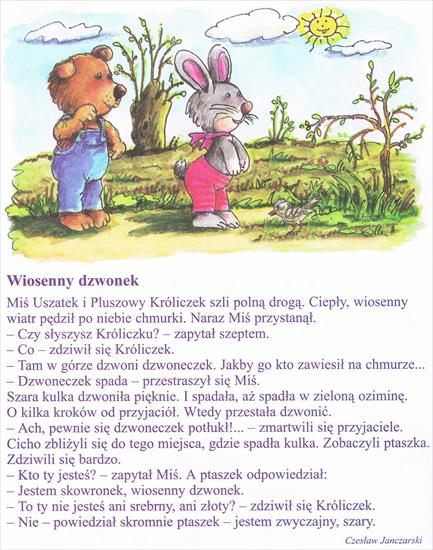 Wiosenny dzwonek
Miś Uszatek i Pluszowy Króliczek szli polną drogą. Ciepły, wiosenny
wiatr pędził po niebie chmurki. Naraz Miś przystanął.
– Czy słyszysz Króliczku? – zapytał szeptem.
– Co – zdziwił się Króliczek.
– Tam w górze dzwoni dzwoneczek. Jakby go kto zawiesił na chmurze...
– Dzwoneczek spada – przestraszył się Miś.
Szara kulka dzwoniła pięknie. I spadała, aż spadła w zieloną oziminę.
O kilka kroków od przyjaciół. Wtedy przestała dzwonić.
– Ach, pewnie się dzwoneczek potłukł!... – zmartwili się przyjaciele.
Cicho zbliżyli się do tego miejsca, gdzie spadła kulka. Zobaczyli ptaszka.
Zdziwili się bardzo.
– Kto ty jesteś? – zapytał Miś. A ptaszek odpowiedział:
– Jestem skowronek, wiosenny dzwonek.
– To ty nie jesteś ani srebrny, ani złoty? – zdziwił się Króliczek.
– Nie – powiedział skromnie ptaszek – jestem zwyczajny, szary.
Czesław Janczarski